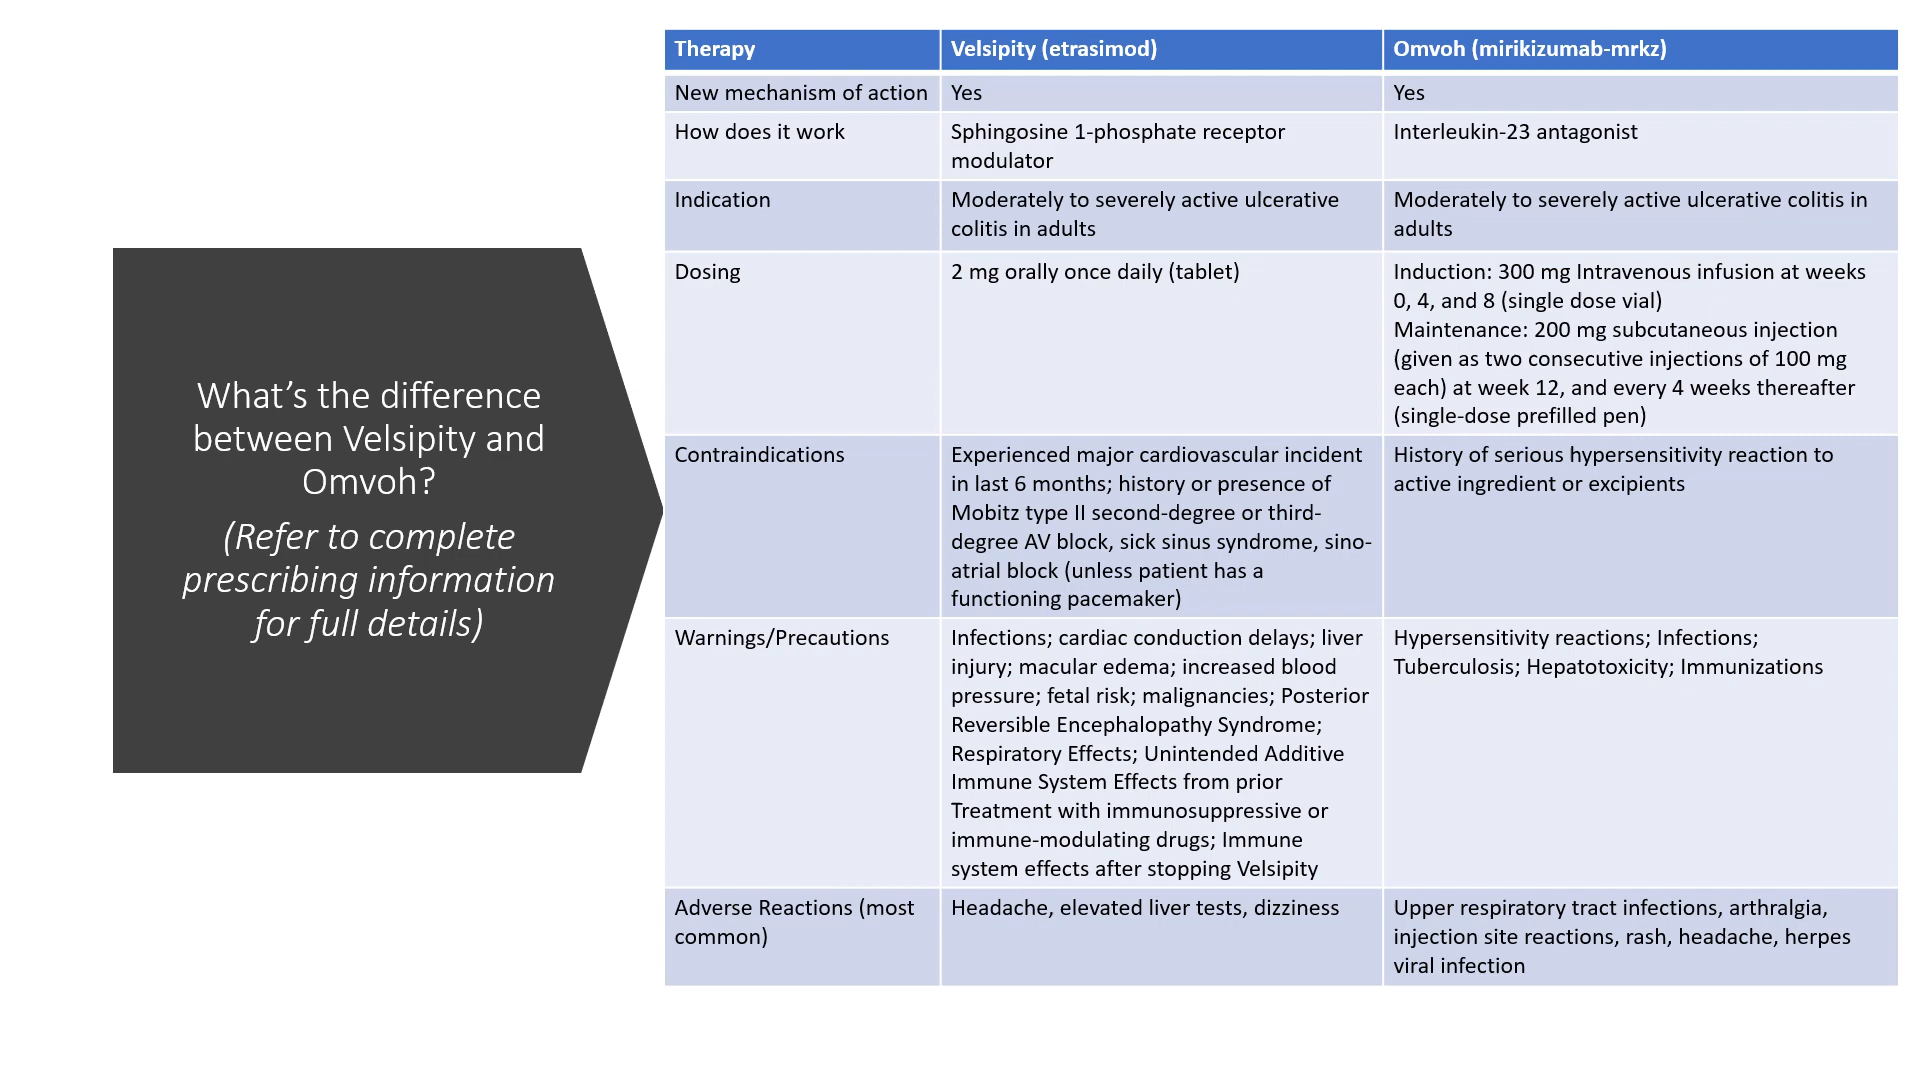 What’s the difference
between Velsipity and
Omvoh?
(Refer to complete
prescribing information
for full details)
Therapy
Velsipity (etrasimod)
Omvoh (mirikizumab-mrkz)
New mechanism of action
Yes
Yes
How does it work
Sphingosine 1-phosphate receptor
modulator
Interleukin-23 antagonist
Indication
Moderately to severely active ulcerative
colitis in adults
Moderately to severely active ulcerative colitis in
adults
Dosing
2 mg orally once daily (tablet)
Induction: 300 mg Intravenous infusion at weeks
0, 4, and 8 (single dose vial)
Maintenance: 200 mg subcutaneous injection
(given as two consecutive injections of 100 mg
each) at week 12, and every 4 weeks thereafter
(single-dose prefilled pen)
Contraindications
Experienced major cardiovascular incident
in last 6 months; history or presence of
Mobitz type II second-degree or third-
degree AV block, sick sinus syndrome, sino-
atrial block (unless patient has a
functioning pacemaker)
History of serious hypersensitivity reaction to
active ingredient or excipients
Warnings/Precautions
Infections; cardiac conduction delays; liver
injury; macular edema; increased blood
pressure; fetal risk; malignancies; Posterior
Reversible Encephalopathy Syndrome;
Respiratory Effects; Unintended Additive
Immune System Effects from prior
Treatment with immunosuppressive or
immune-modulating drugs; Immune
system effects after stopping Velsipity
Hypersensitivity reactions; Infections;
Tuberculosis; Hepatotoxicity; Immunizations
Adverse Reactions (most
common)
Headache, elevated liver tests, dizziness
Upper respiratory tract infections, arthralgia,
injection site reactions, rash, headache, herpes
viral infection